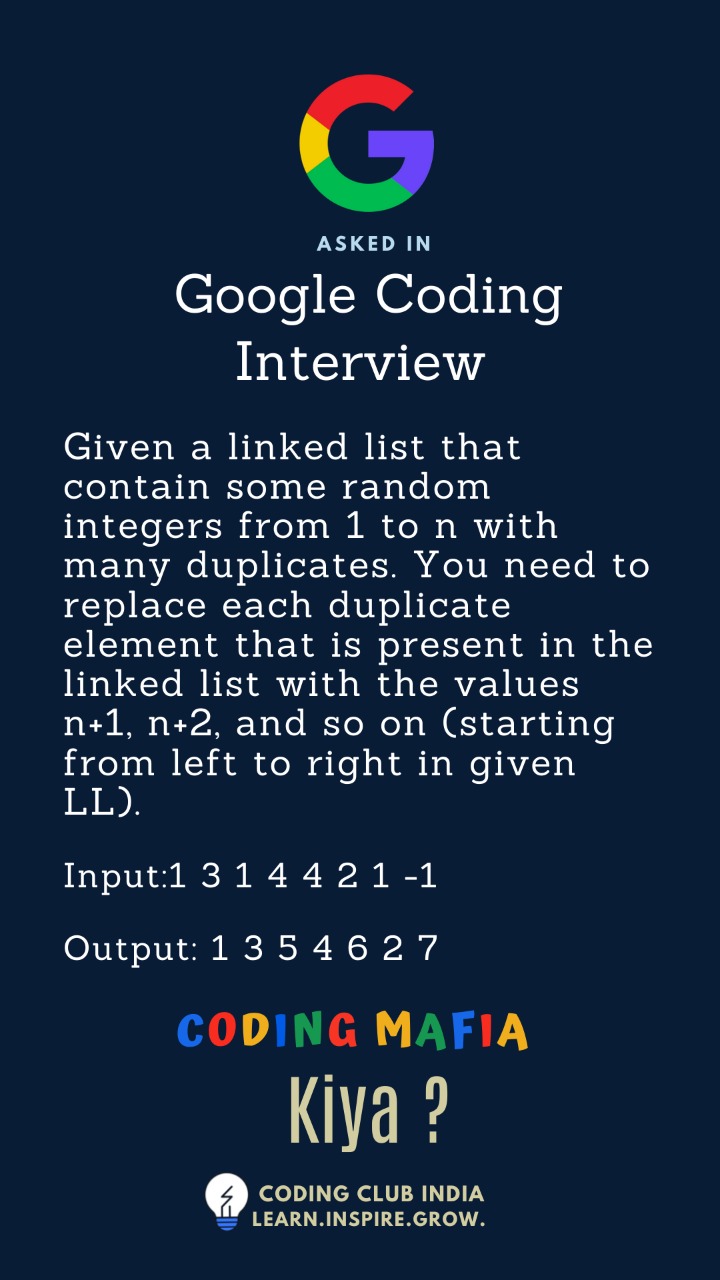 ASKED IN
Google Coding
Interview
Given a linked list that
contain some random
integers from 1 to n with
many duplicates. You need to
replace each duplicate
element that is present in the
linked list with the values
n+1, n+2, and so on (starting
from left to right in given
LL).
Input:1 3 1 4 4 2 1 -1
Output: 1 3 5 4 6 2 7
CODING MAFIA
Kiya ?
CODING CLUB INDIA
LEARN.INSPIRE.GROW.